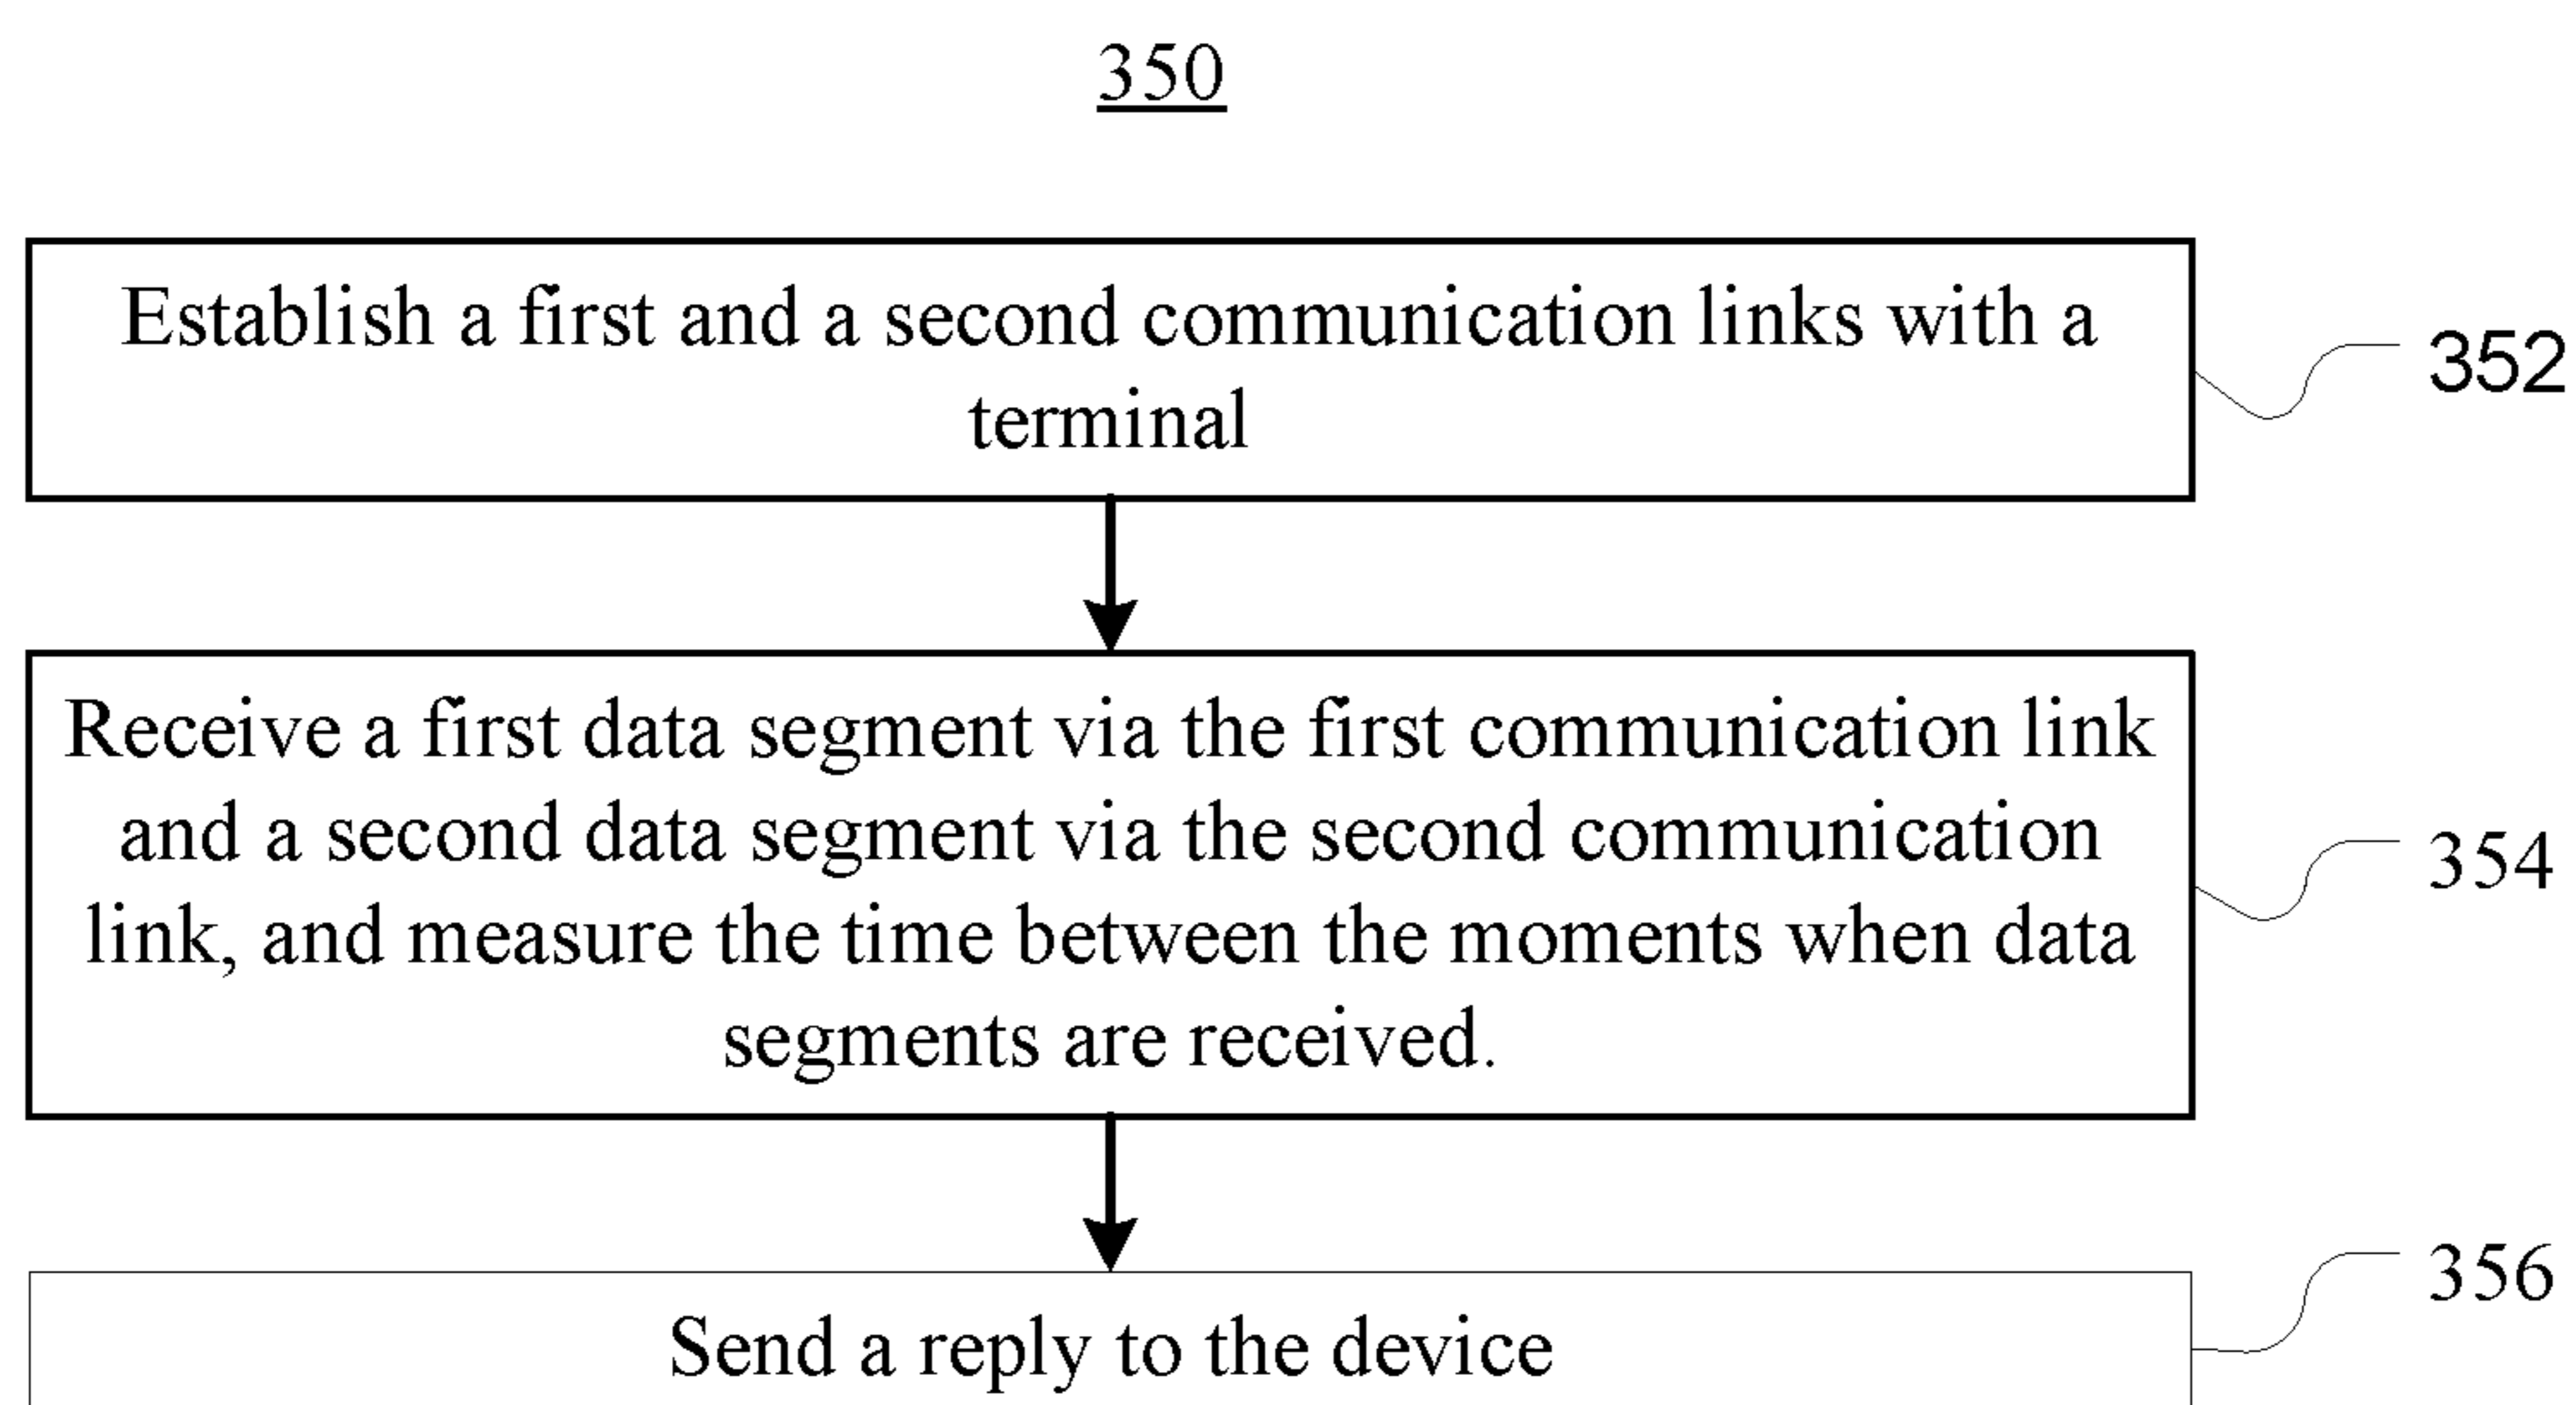 350
Establish a first and a second communication links with a
terminal
352
Receive a first data segment via the first communication link
and a second data segment via the second communication
link, and measure the time between the moments when data
segments are received.
354
Send a reply to the device
356